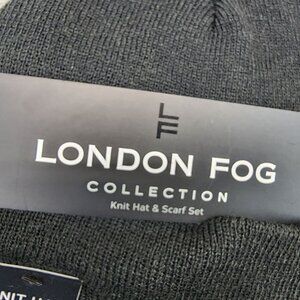 LF
LONDON FOG
COLLECTION
Knit Hat & Scarf Set